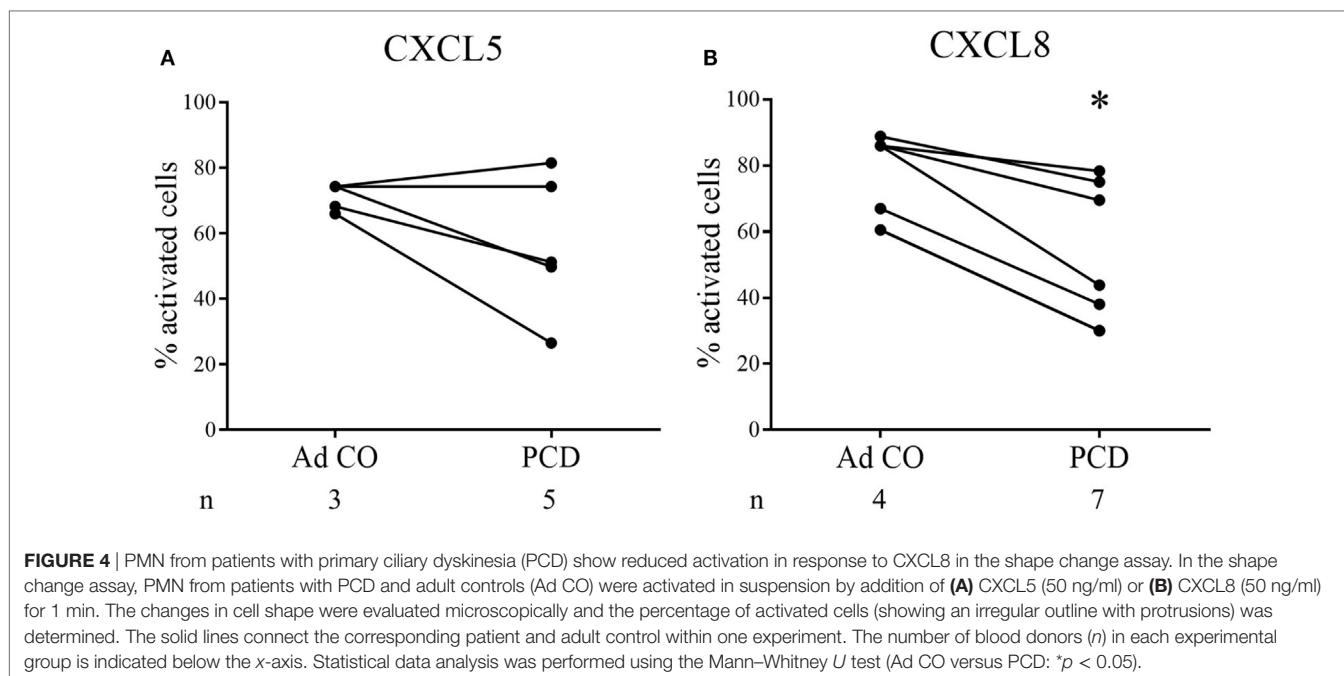 A
CXCL5
100
80
60
40
20
0
% activated cells
Ad CO
PCD
n
3
5
B
CXCL8
*
100
80
60
40
20
0
% activated cells
Ad CO
PCD
n
4
7
FIGURE 4 | PMN from patients with primary ciliary dyskinesia (PCD) show reduced activation in response to CXCL8 in the shape change assay. In the shape
change assay, PMN from patients with PCD and adult controls (Ad CO) were activated in suspension by addition of (A) CXCL5 (50 ng/ml) or (B) CXCL8 (50 ng/ml)
for 1 min. The changes in cell shape were evaluated microscopically and the percentage of activated cells (showing an irregular outline with protrusions) was
determined. The solid lines connect the corresponding patient and adult control within one experiment. The number of blood donors (n) in each experimental
group is indicated below the x-axis. Statistical data analysis was performed using the Mann–Whitney U test (Ad CO versus PCD: *p < 0.05).